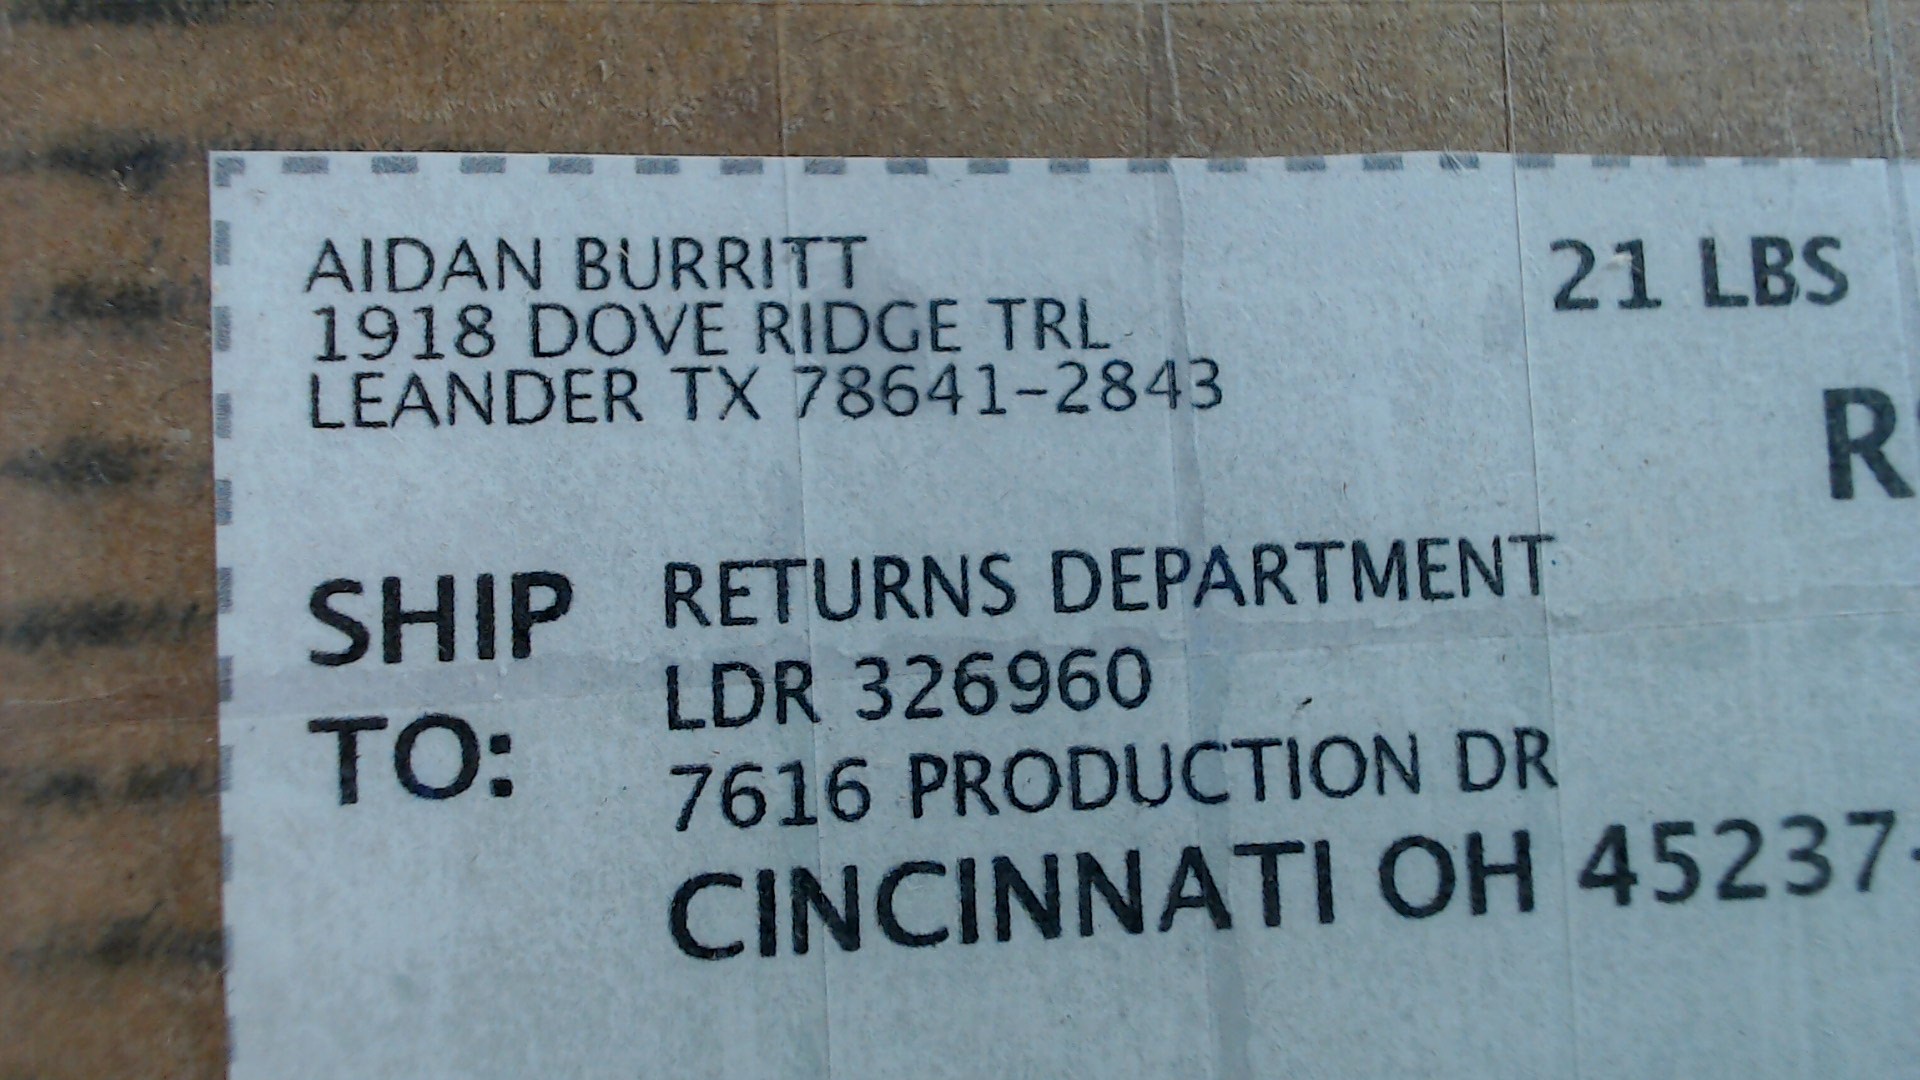 AIDAN BURRITT
1918 DOVE RIDGE TRL
LEANDER TX 78641-2843
21 LBS
SHIP TO:
RETURNS DEPARTMENT
LDR 326960
7616 PRODUCTION DR
CINCINNATI OH 45237-